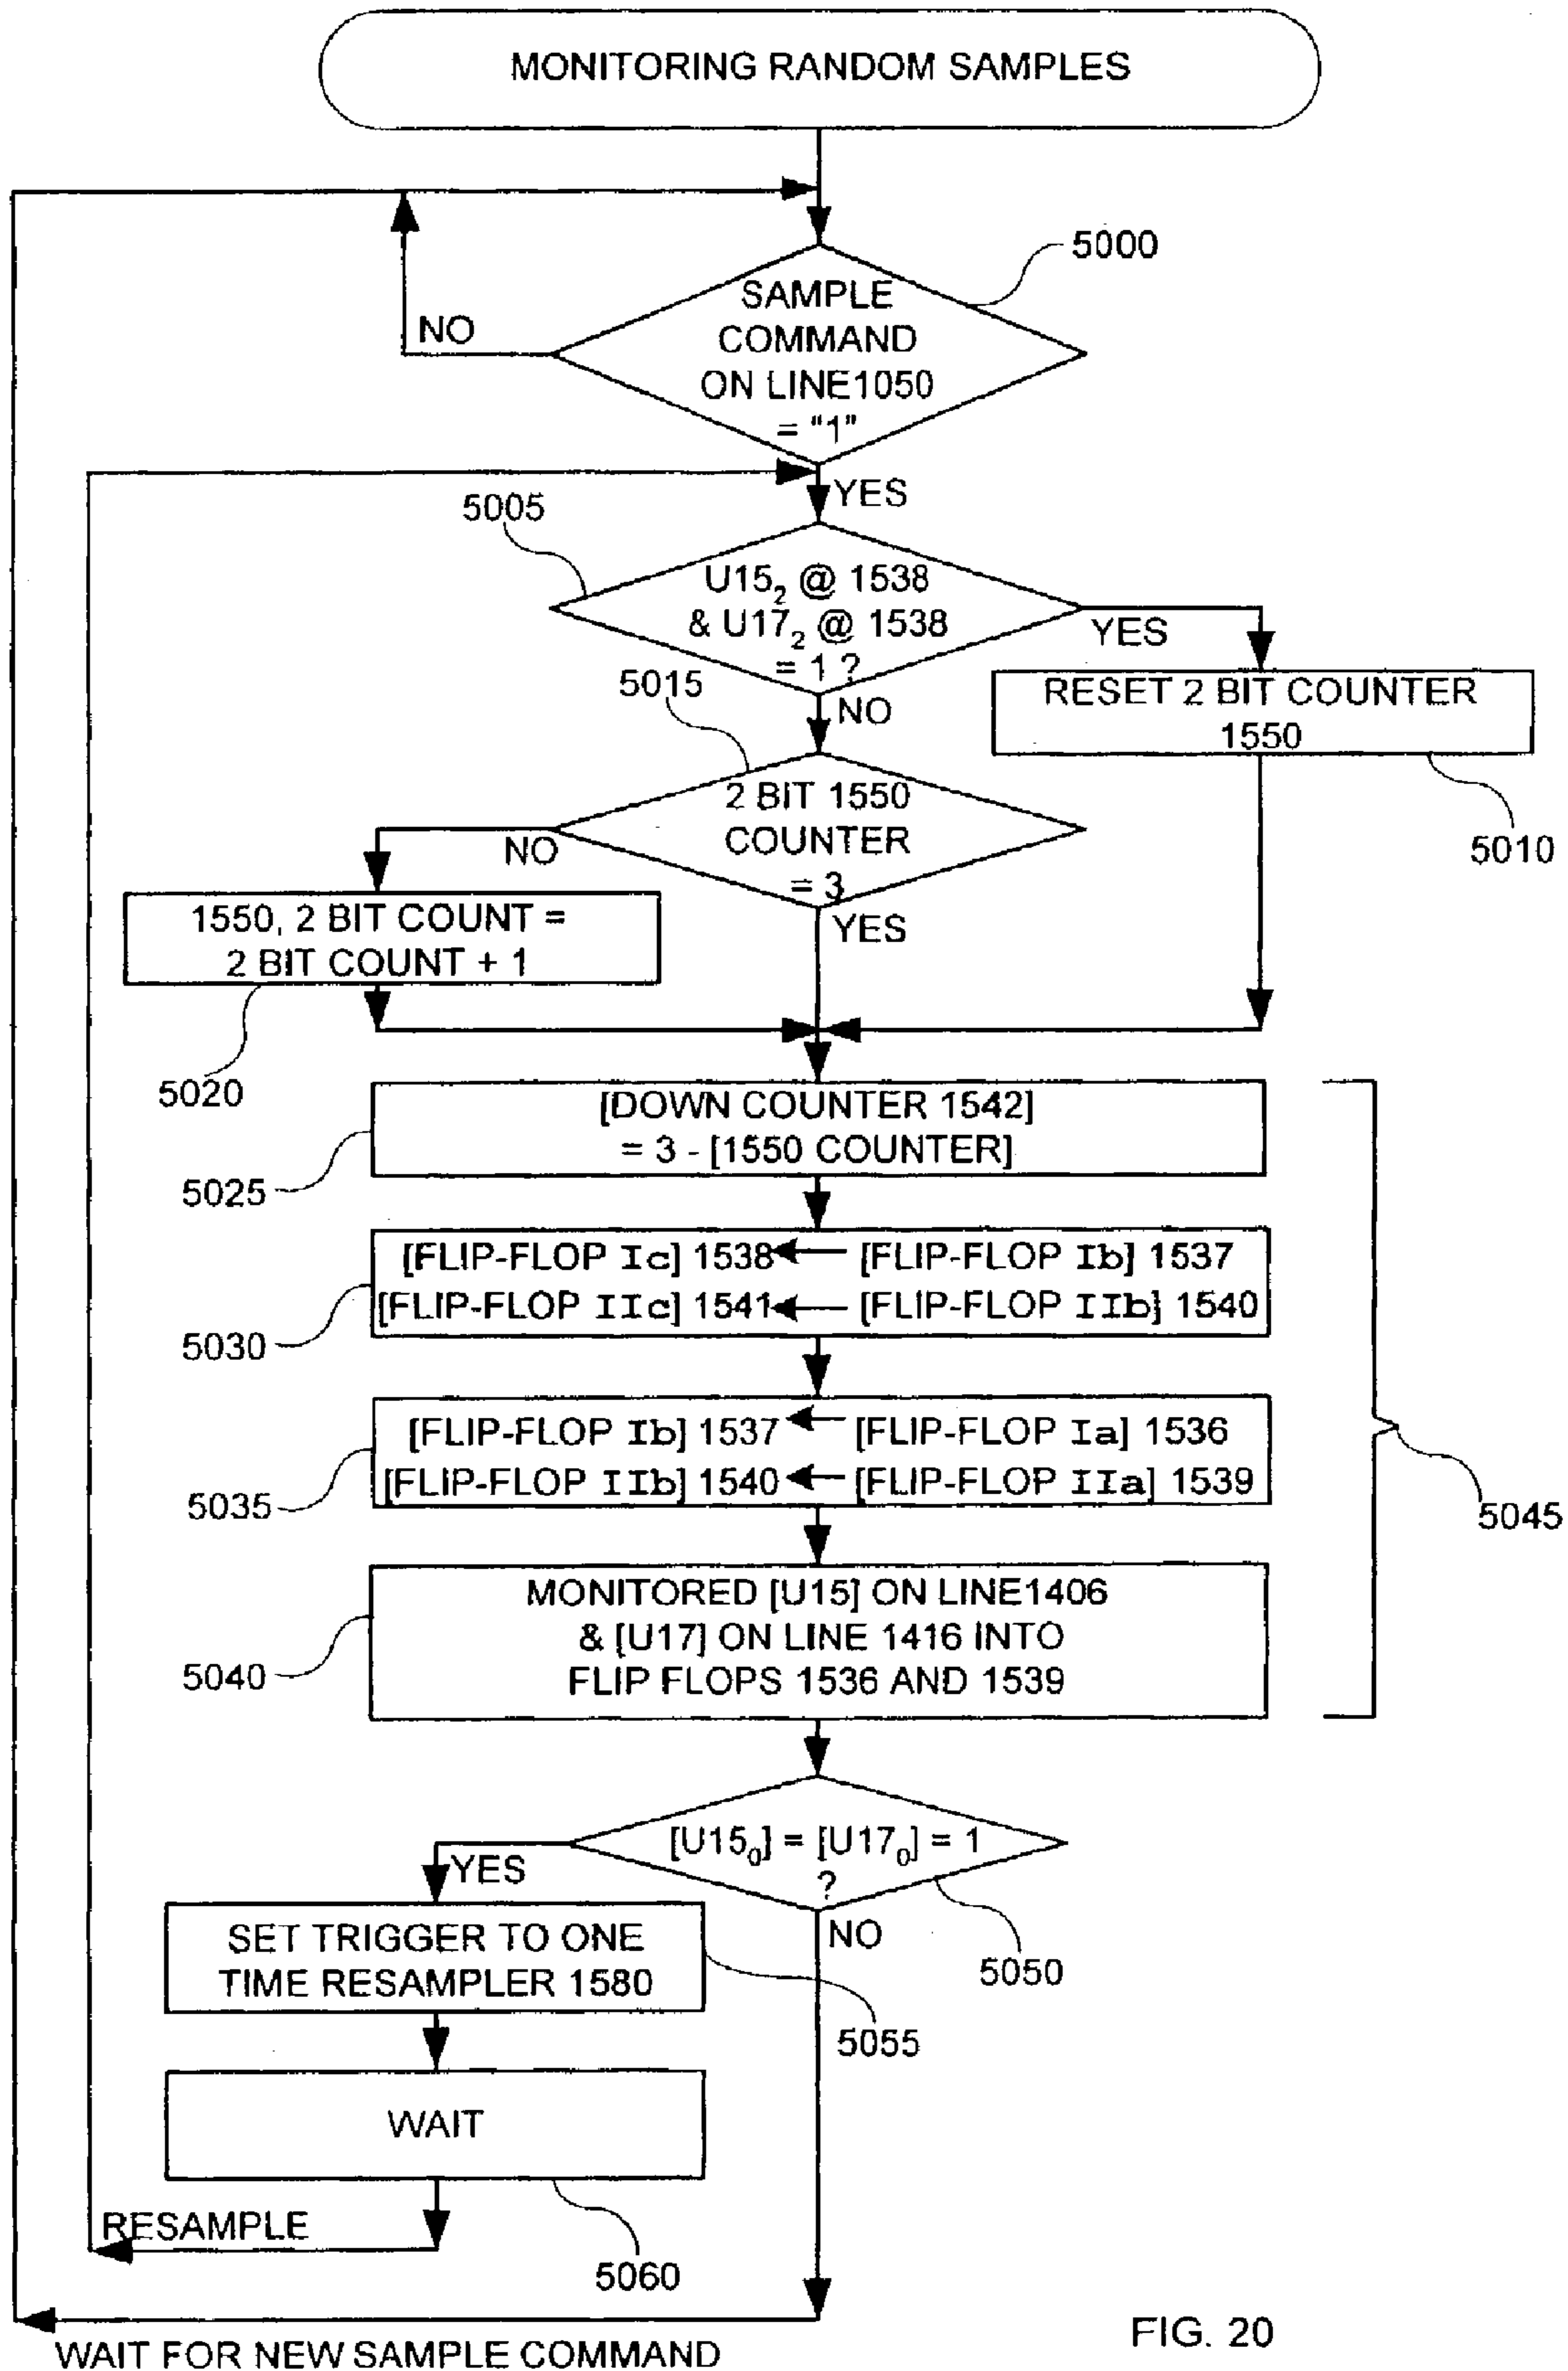 MONITORING RANDOM SAMPLES
5000
SAMPLE
COMMAND
ON LINE1050
= "1"
NO
YES
5005
U15₂ @ 1538
& U17₂ @ 1538
= 1 ?
YES
NO
RESET 2 BIT COUNTER
1550
5010
5015
2 BIT 1550
COUNTER
= 3
NO
YES
1550, 2 BIT COUNT =
2 BIT COUNT + 1
5020
[DOWN COUNTER 1542]
= 3 - [1550 COUNTER]
5025
[FLIP-FLOP Ic] 1538 ← [FLIP-FLOP Ib] 1537
[FLIP-FLOP IIc] 1541 ← [FLIP-FLOP IIb] 1540
5030
[FLIP-FLOP Ib] 1537 ← [FLIP-FLOP Ia] 1536
[FLIP-FLOP IIb] 1540 ← [FLIP-FLOP IIa] 1539
5035
5045
MONITORED [U15] ON LINE1406
& [U17] ON LINE 1416 INTO
FLIP FLOPS 1536 AND 1539
5040
[U15₀] = [U17₀] = 1
?
YES
NO
5050
SET TRIGGER TO ONE
TIME RESAMPLER 1580
5055
WAIT
5060
RESAMPLE
WAIT FOR NEW SAMPLE COMMAND
FIG. 20